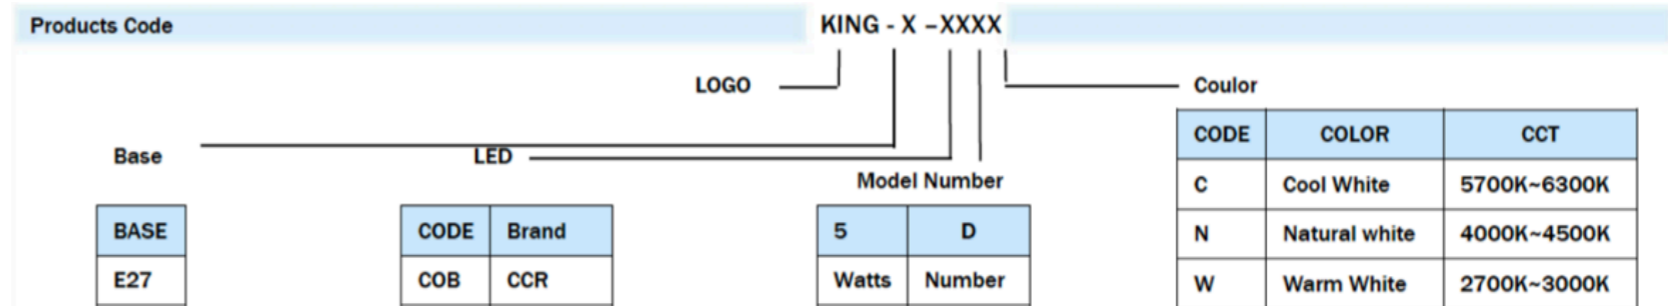 Products Code
KING - X –XXXX
LOGO
Coulor
Base
LED
Model Number
BASE
E27
CODE Brand
COB CCR
5 D
Watts Number
CODE COLOR CCT
C Cool White 5700K~6300K
N Natural white 4000K~4500K
W Warm White 2700K~3000K